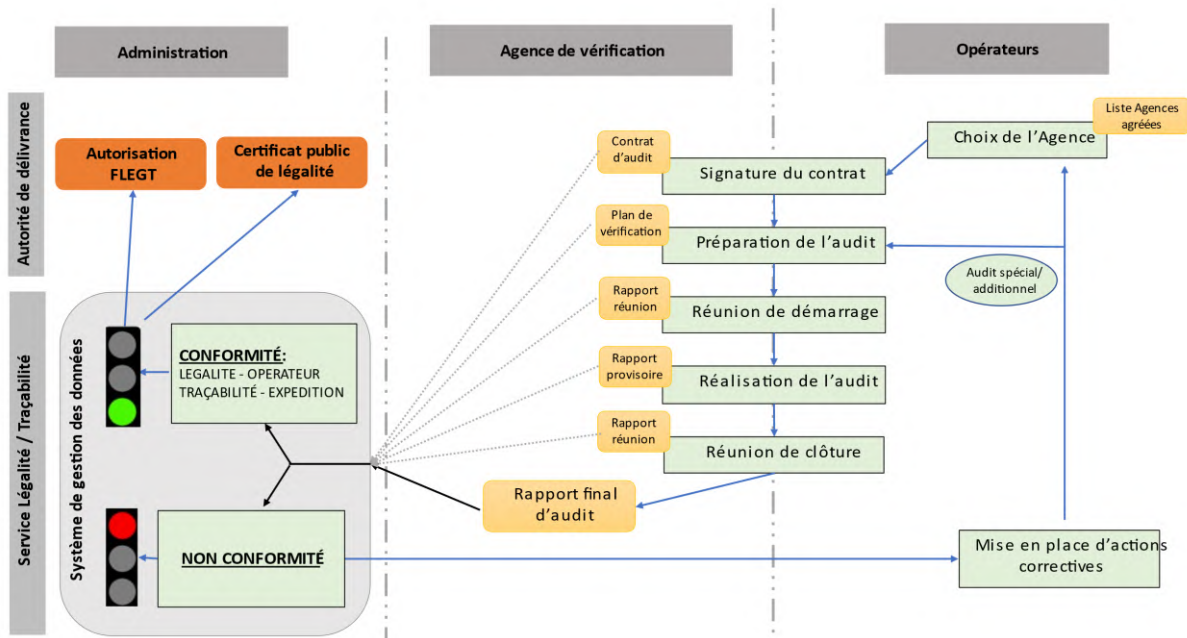 Administration
Agence de vérification
Opérateurs
Autorité de délivrance
Service Légalité / Traçabilité
Autorisation
FLEGT
Certificat public
de légalité
Contrat
d'audit
Signature du contrat
Choix de l'Agence
Liste Agences
agréées
Plan de
vérification
Préparation de l'audit
Audit spécial/
additionnel
Rapport
réunion
Réunion de démarrage
Rapport
provisoire
Réalisation de l'audit
Rapport
réunion
Réunion de clôture
Rapport final
d'audit
Système de gestion des données
CONFORMITÉ:
LEGALITE - OPERATEUR
TRAÇABILITÉ - EXPEDITION
NON CONFORMITÉ
Mise en place d'actions
correctives